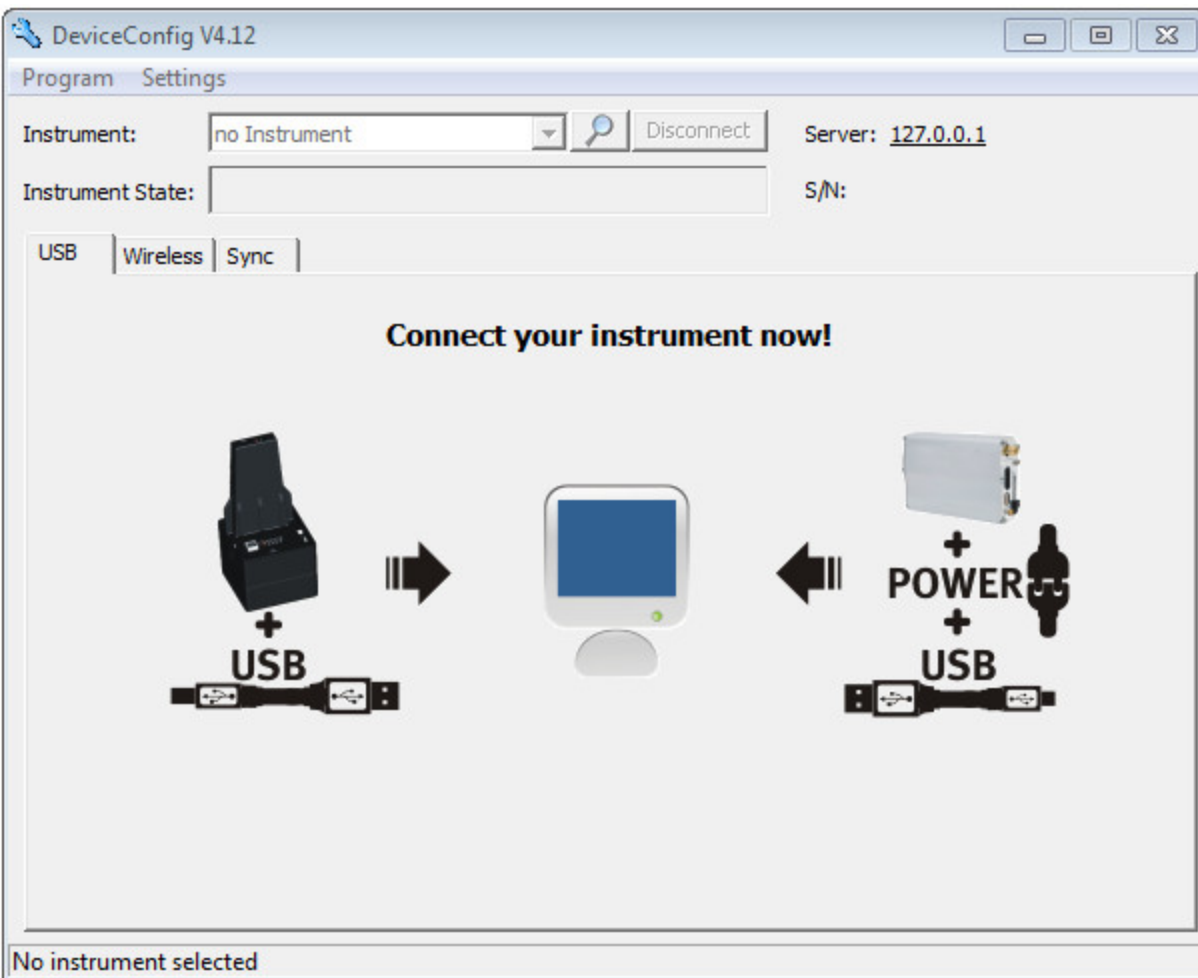 DeviceConfig V4.12
Program Settings
Instrument: no Instrument Disconnect Server: 127.0.0.1
Instrument State: S/N:
USB Wireless Sync
Connect your instrument now!
+
POWER
+
+
USB
USB
No instrument selected